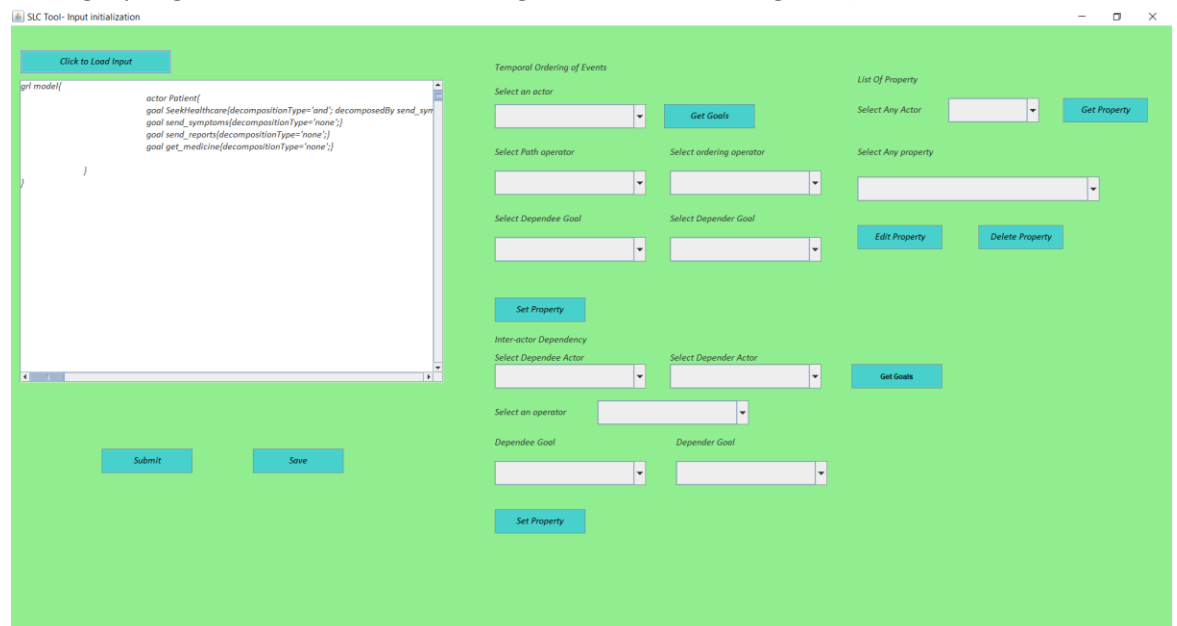 SLC Tool- Input initialization
Click to Load Input
grl model{
actor Patient{
goal SeekHealthcare{decompositionType='and'; decomposedBy send_sym
goal send_symptoms{decompositionType='none';}
goal send_reports{decompositionType='none';}
goal get_medicine{decompositionType='none';}
}
}
Submit Save
Temporal Ordering of Events
Select an actor
Get Goals
Select Path operator Select ordering operator
Select Dependee Goal Select Depender Goal
Set Property
Inter-actor Dependency
Select Dependee Actor Select Depender Actor
Get Goals
Select an operator
Dependee Goal Depender Goal
Set Property
List Of Property
Select Any Actor Get Property
Select Any property
Edit Property Delete Property